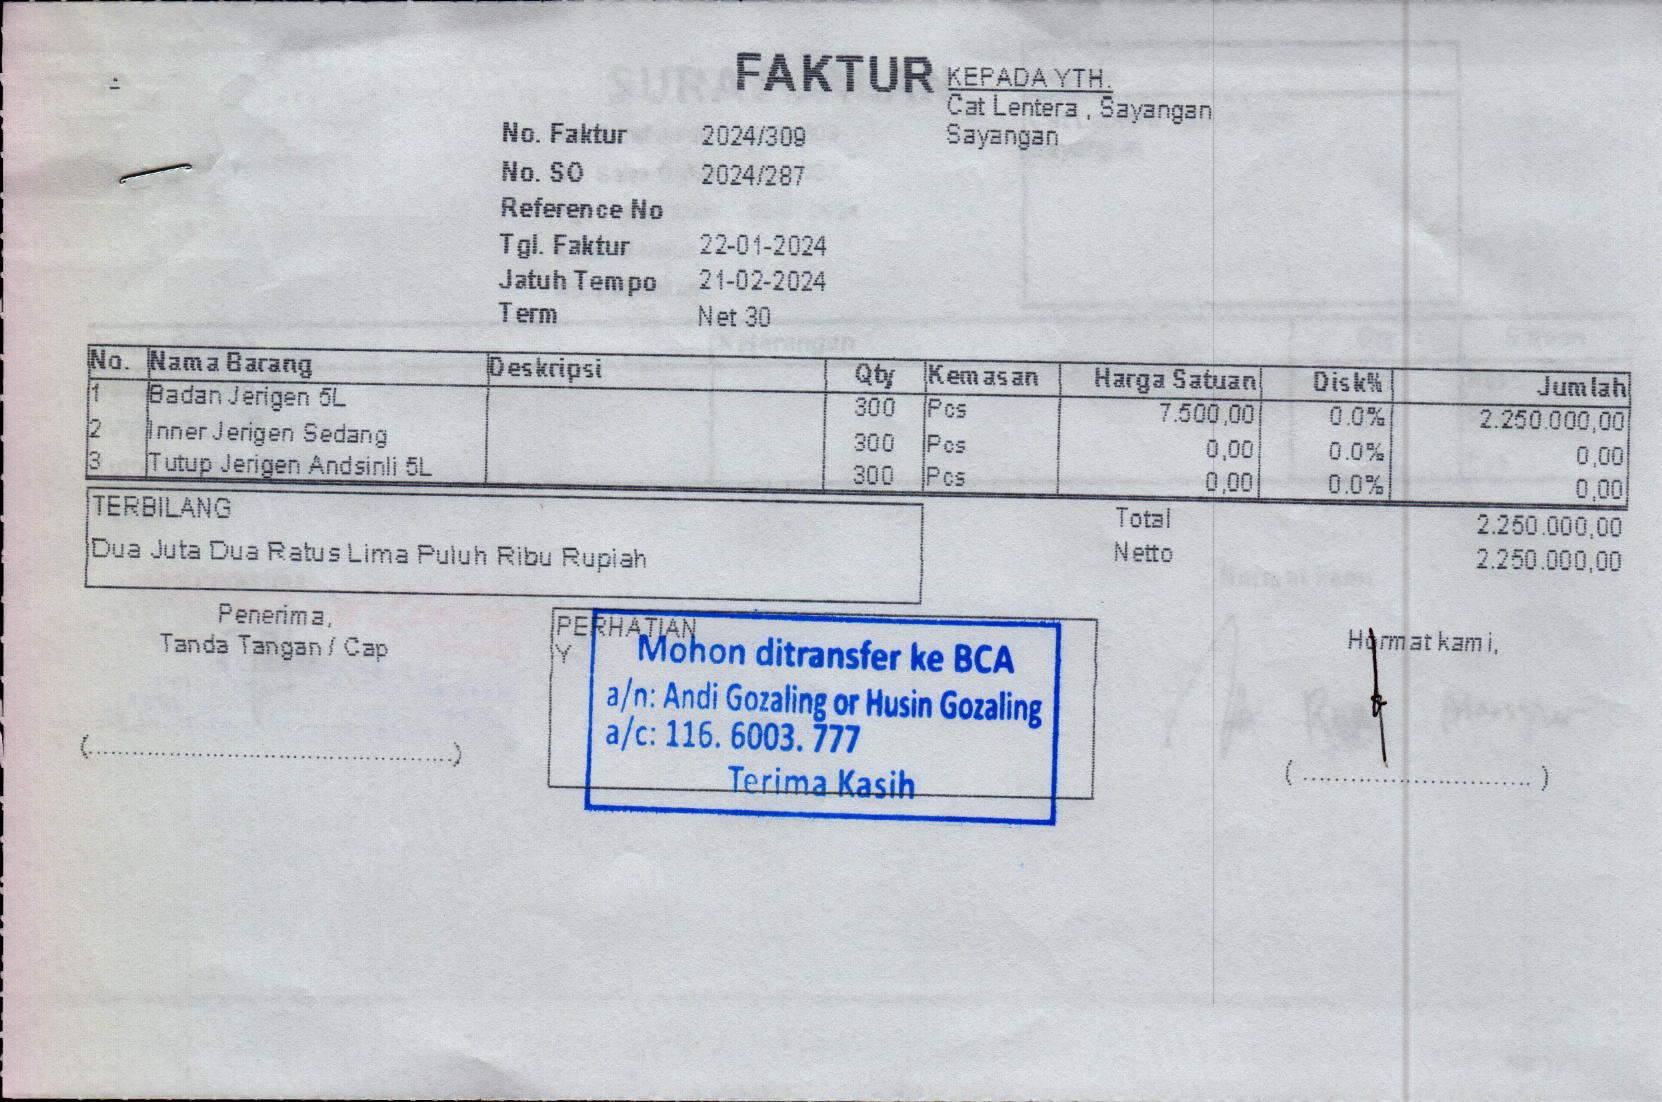 FAKTUR
KEPADA YTH.
Cat Lentera , Sayangan
Sayangan
No. Faktur 2024/309
No. SO 2024/287
Reference No
Tgl. Faktur 22-01-2024
Jatuh Tempo 21-02-2024
Term Net 30
No. Nama Barang Deskripsi Qty Kemasan Harga Satuan Disk% Jumlah
1 Badan Jerigen 5L 300 Pcs 7.500,00 0.0% 2.250.000,00
2 Inner Jerigen Sedang 300 Pcs 0,00 0.0% 0,00
3 Tutup Jerigen Andsinli 5L 300 Pcs 0,00 0.0% 0,00
TERBILANG
Dua Juta Dua Ratus Lima Puluh Ribu Rupiah
Total 2.250.000,00
Netto 2.250.000,00
Penerima,
Tanda Tangan / Cap
(........................................)
PERHATIAN
Y
Mohon ditransfer ke BCA
a/n: Andi Gozaling or Husin Gozaling
a/c: 116. 6003. 777
Terima Kasih
Hormat kami,
(..............................)